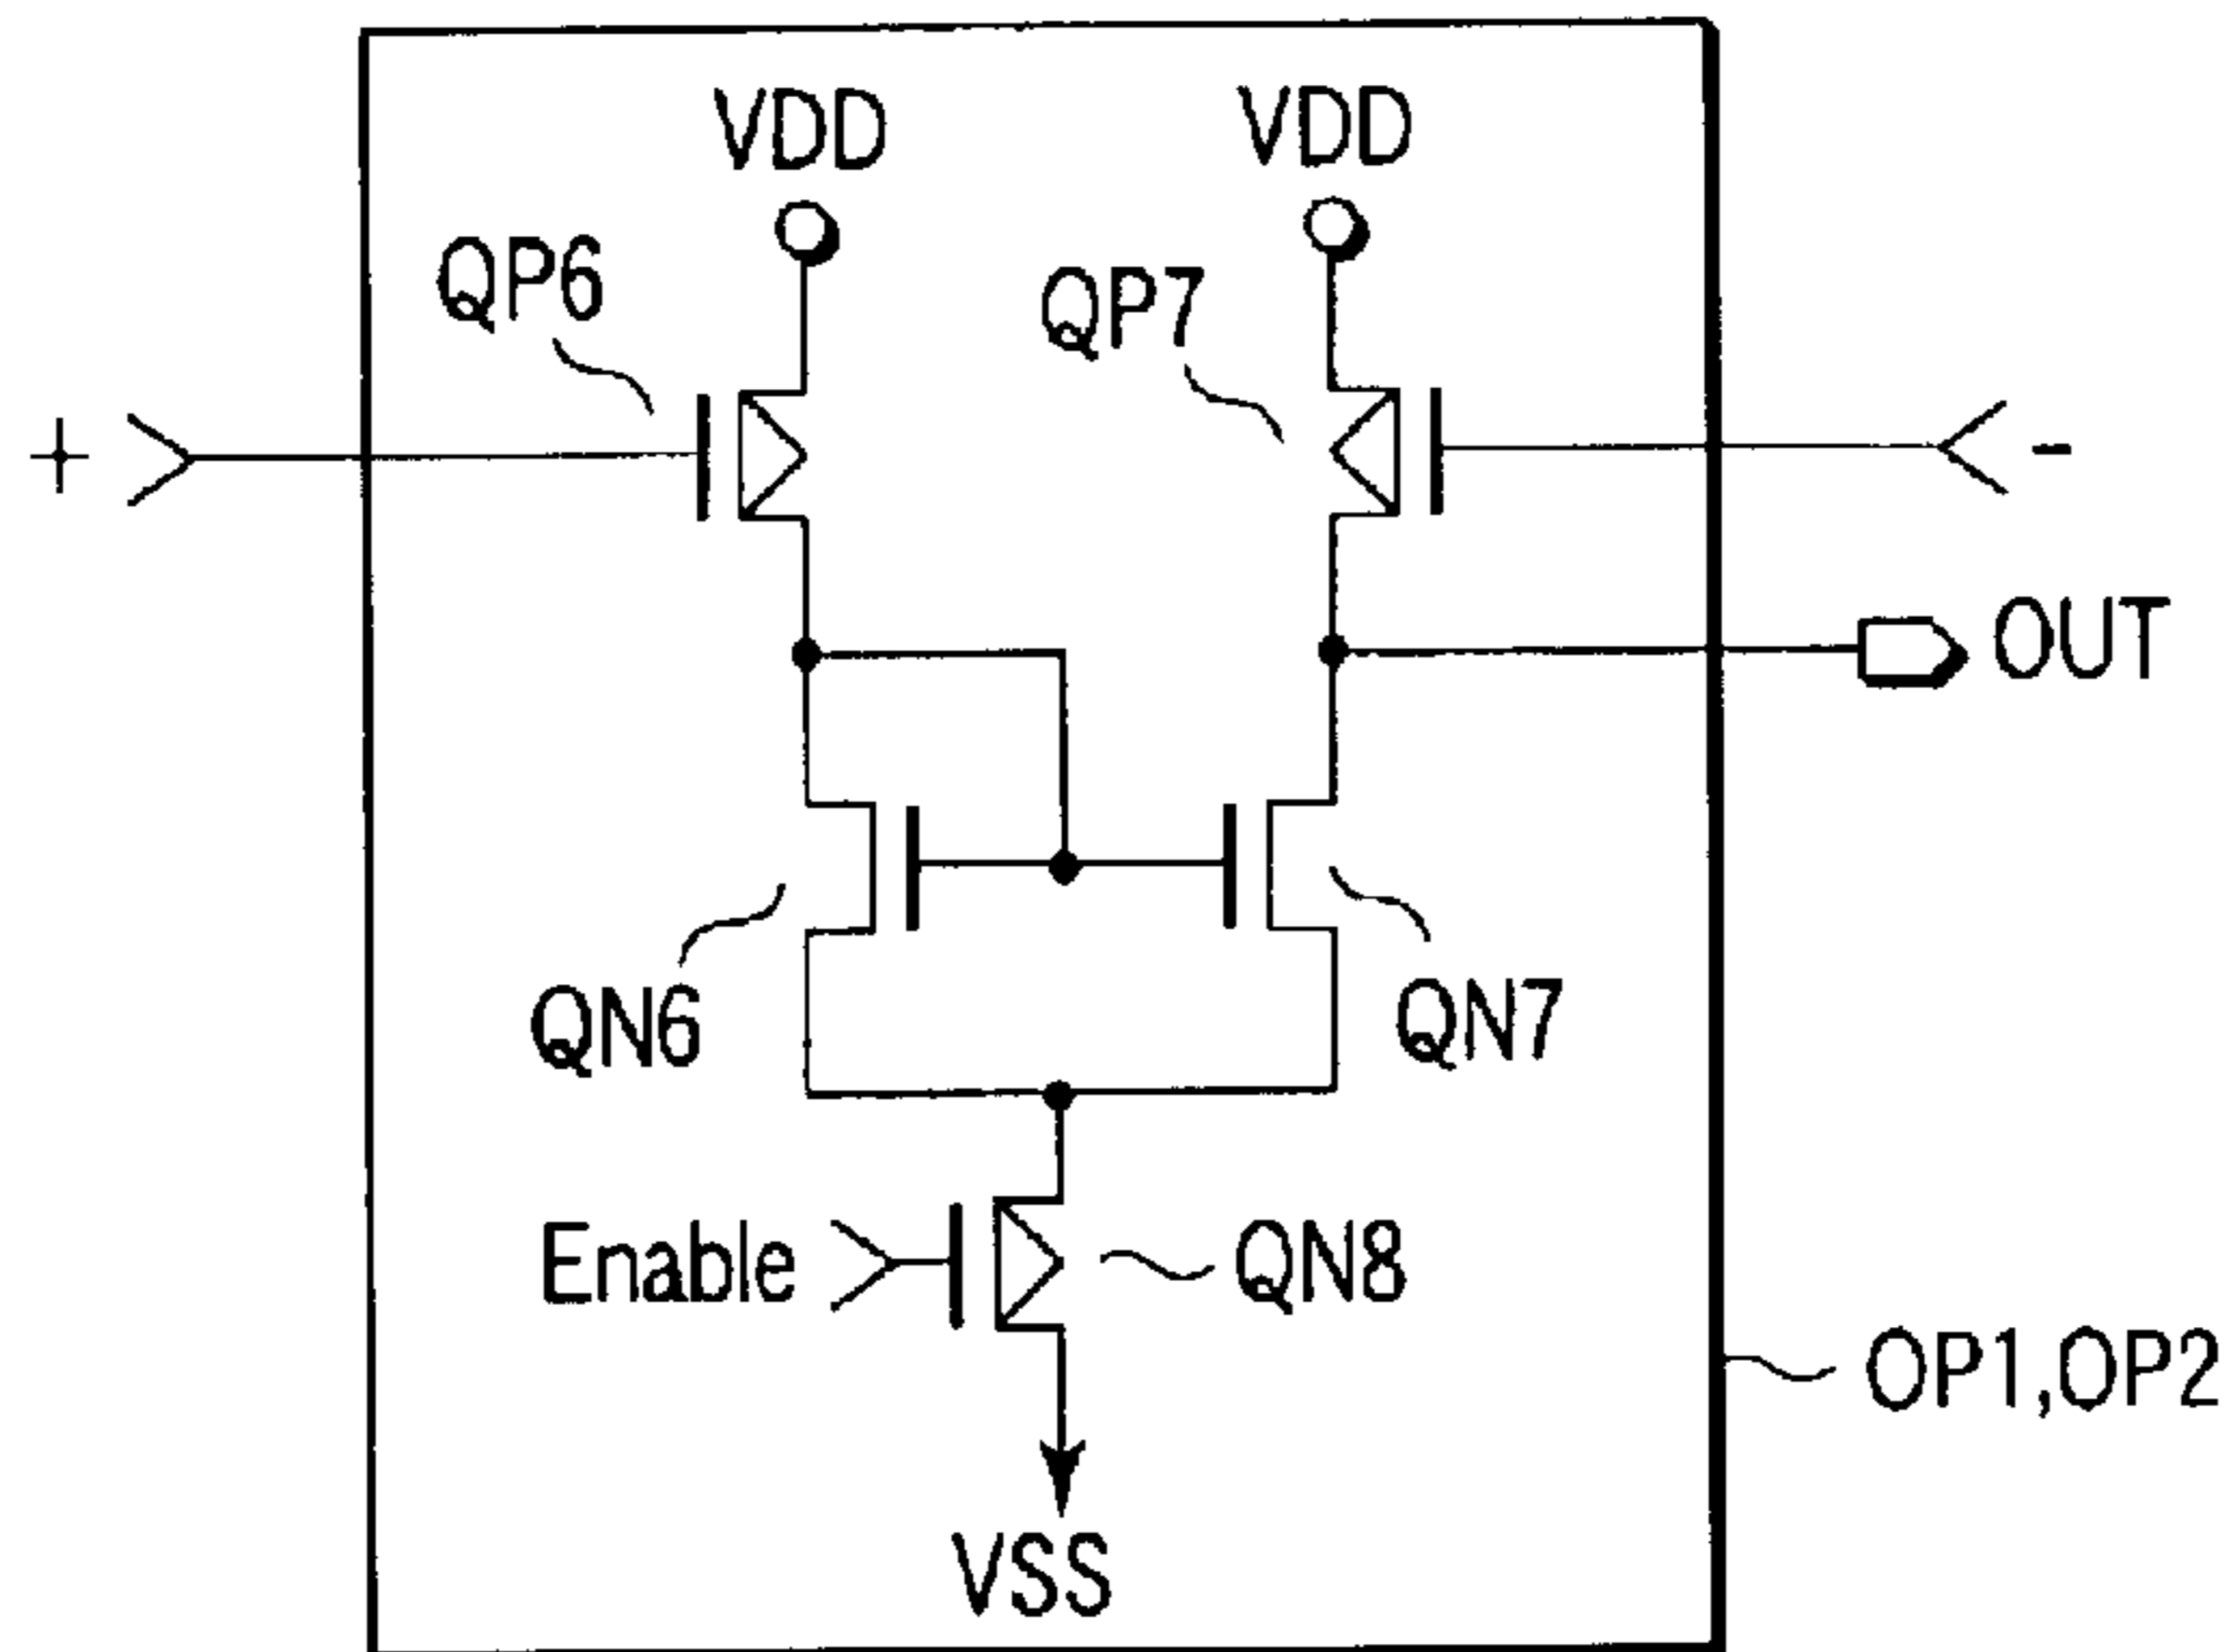 VDD VDD
QP6
QP7
+ -
OUT
QN6 QN7
Enable QN8
OP1,OP2
VSS